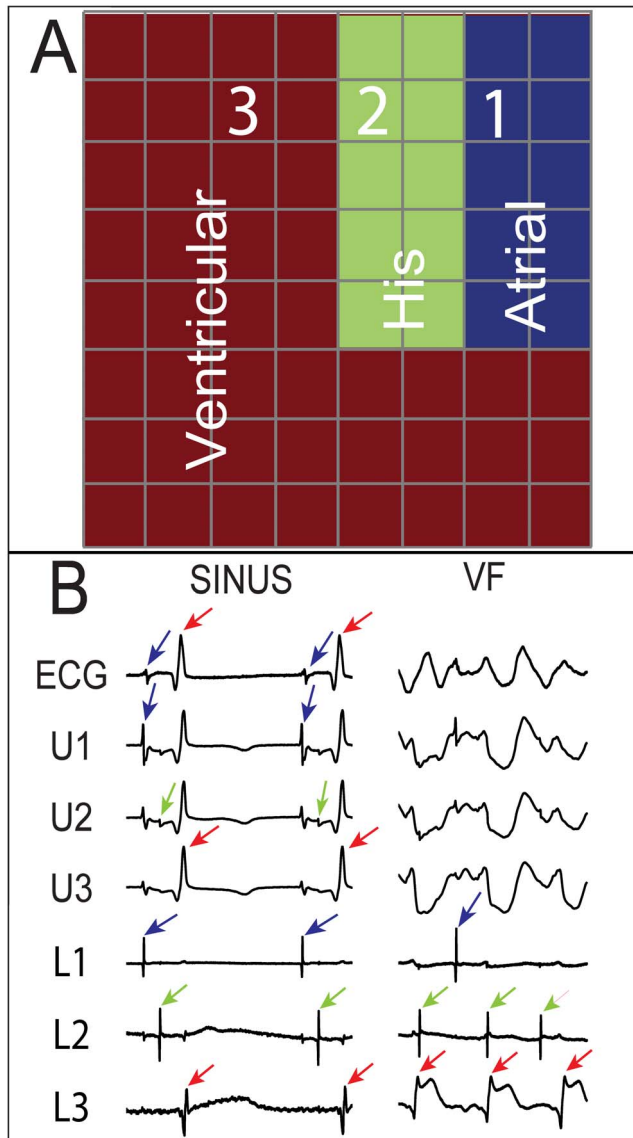 A
3 2 1
Ventricular
His
Atrial
B
SINUS VF
ECG
U1
U2
U3
L1
L2
L3